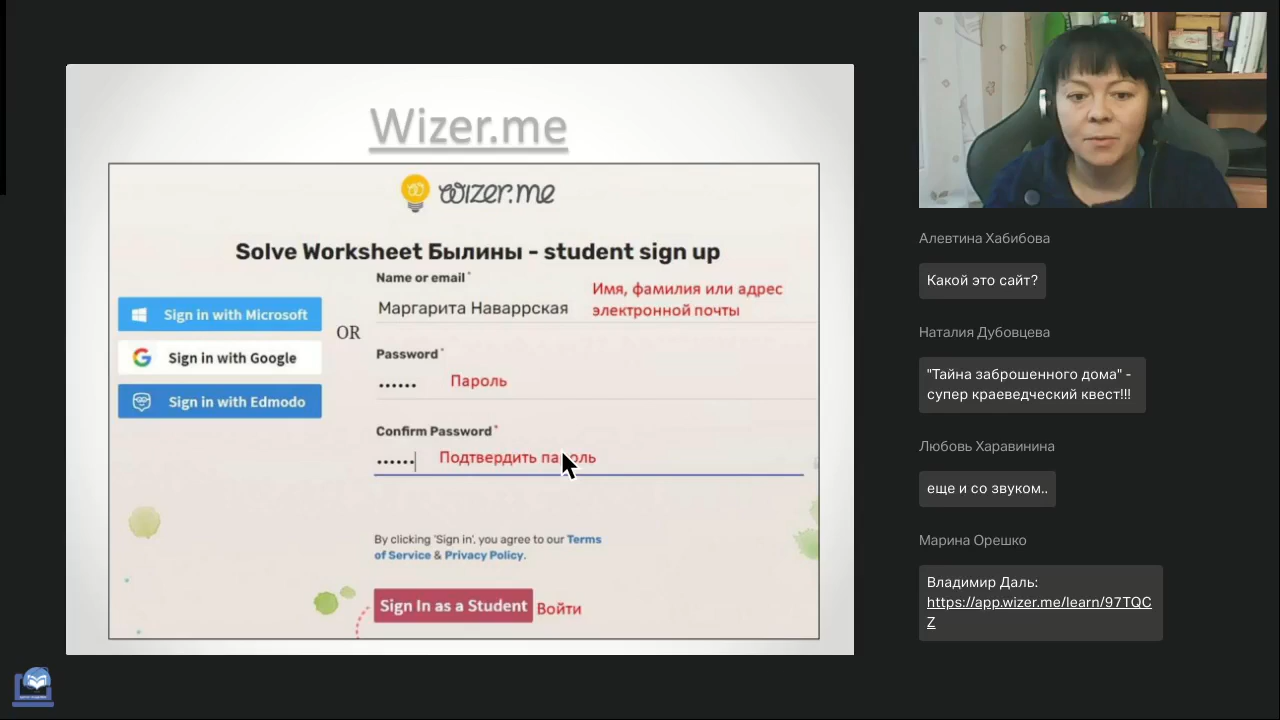 Wizer.me
wizer.me
Solve Worksheet Былины - student sign up
Name or email*
Маргарита Наваррская
Имя, фамилия или адрес
электронной почты
Sign in with Microsoft
Sign in with Google
Sign in with Edmodo
OR
Password*
•••••• Пароль
Confirm Password*
•••••• Подтвердить пароль
By clicking 'Sign in', you agree to our Terms
of Service & Privacy Policy.
Sign In as a Student Войти
Алевтина Хабибова
Какой это сайт?
Наталия Дубовцева
"Тайна заброшенного дома" -
супер краеведческий квест!!!
Любовь Харавинина
еще и со звуком..
Марина Орешко
Владимир Даль:
https://app.wizer.me/learn/97TQC
Z